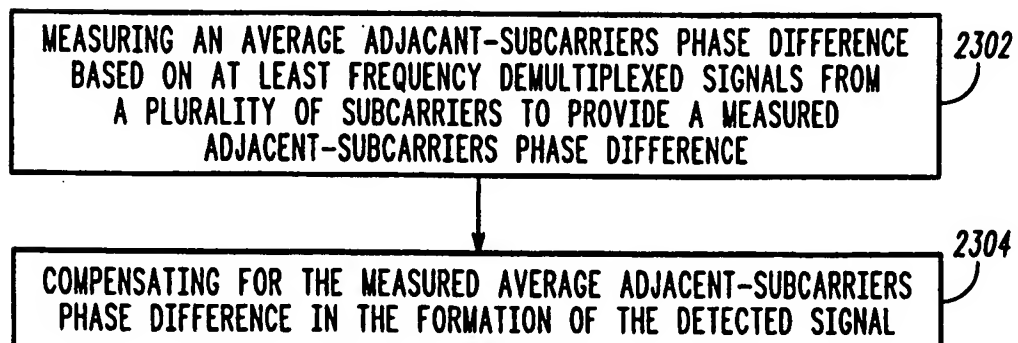 MEASURING AN AVERAGE ADJACANT-SUBCARRIERS PHASE DIFFERENCE
BASED ON AT LEAST FREQUENCY DEMULTIPLEXED SIGNALS FROM
A PLURALITY OF SUBCARRIERS TO PROVIDE A MEASURED
ADJACENT-SUBCARRIERS PHASE DIFFERENCE
2302
2304
COMPENSATING FOR THE MEASURED AVERAGE ADJACENT-SUBCARRIERS
PHASE DIFFERENCE IN THE FORMATION OF THE DETECTED SIGNAL